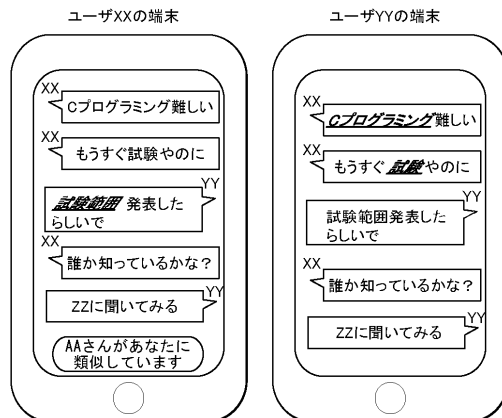 ユーザXXの端末
XX
Cプログラミング難しい
XX
もうすぐ試験やのに
YY
試験範囲 発表した
らしいで
XX
誰か知っているかな？
YY
ZZに聞いてみる
AAさんがあなたに
類似しています
ユーザYYの端末
XX
Cプログラミング難しい
XX
もうすぐ 試験 やのに
YY
試験範囲発表した
らしいで
XX
誰か知っているかな？
YY
ZZに聞いてみる